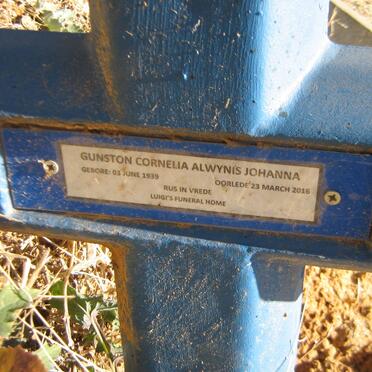 GUNSTON CORNELIA ALWYNIS JOHANNA
GEBORE: 01 JUNE 1939 OORLEDE 23 MARCH 2016
RUS IN VREDE
LUIGI'S FUNERAL HOME